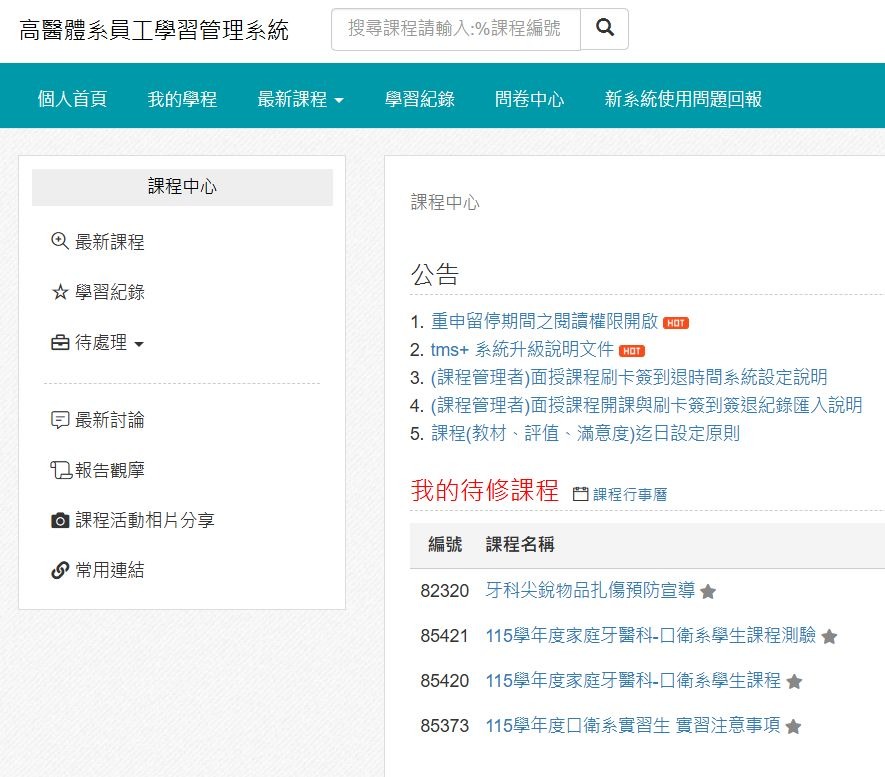 高醫體系員工學習管理系統
搜尋課程請輸入:%課程編號
個人首頁 我的學程 最新課程 學習紀錄 問卷中心 新系統使用問題回報
課程中心
最新課程
學習紀錄
待處理
最新討論
報告觀摩
課程活動相片分享
常用連結
課程中心
公告
1. 重申留停期間之閱讀權限開啟 HOT
2. tms+ 系統升級說明文件 HOT
3. (課程管理者)面授課程刷卡簽到退時間系統設定說明
4. (課程管理者)面授課程開課與刷卡簽到簽退紀錄匯入說明
5. 課程(教材、評值、滿意度)迄日設定原則
我的待修課程 課程行事曆
編號 課程名稱
82320 牙科尖銳物品扎傷預防宣導
85421 115學年度家庭牙醫科-口衛系學生課程測驗
85420 115學年度家庭牙醫科-口衛系學生課程
85373 115學年度口衛系實習生 實習注意事項